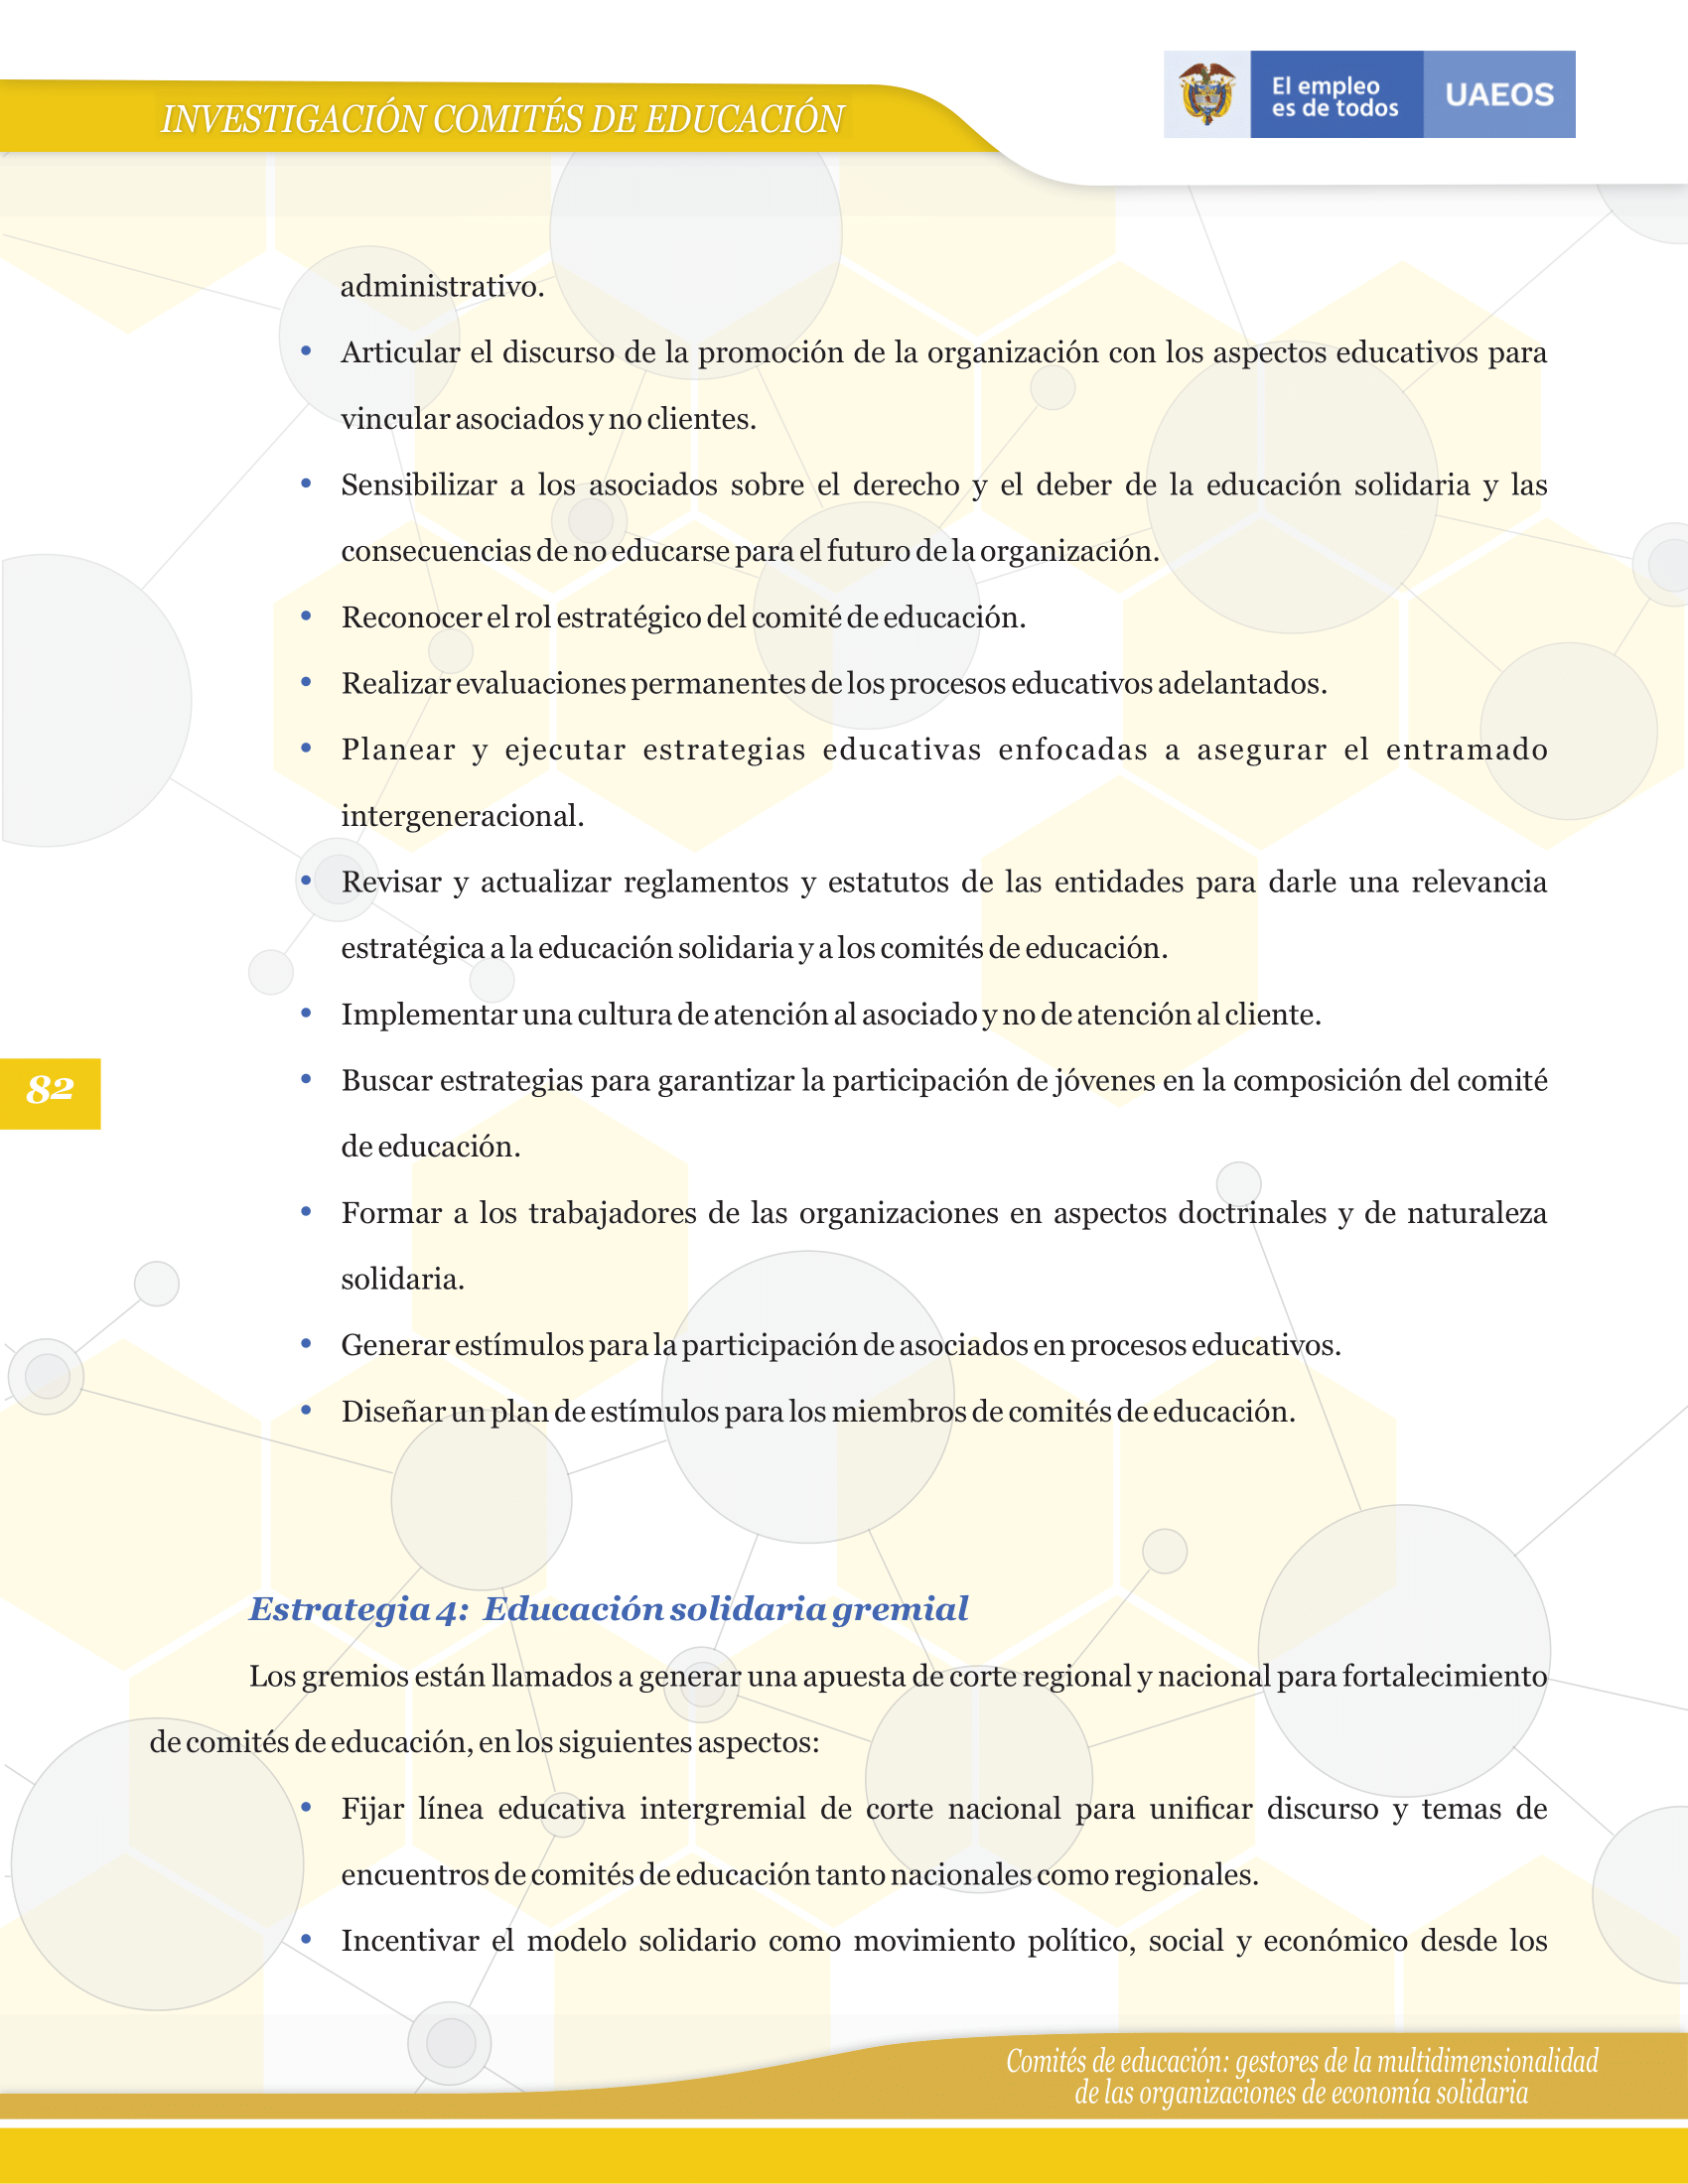 INVESTIGACIÓN COMITÉS DE EDUCACIÓN
El empleo
es de todos
UAEOS
administrativo.
• Articular el discurso de la promoción de la organización con los aspectos educativos para
vincular asociados y no clientes.
• Sensibilizar a los asociados sobre el derecho y el deber de la educación solidaria y las
consecuencias de no educarse para el futuro de la organización.
• Reconocer el rol estratégico del comité de educación.
• Realizar evaluaciones permanentes de los procesos educativos adelantados.
• Planear y ejecutar estrategias educativas enfocadas a asegurar el entramado
intergeneracional.
• Revisar y actualizar reglamentos y estatutos de las entidades para darle una relevancia
estratégica a la educación solidaria y a los comités de educación.
• Implementar una cultura de atención al asociado y no de atención al cliente.
82
• Buscar estrategias para garantizar la participación de jóvenes en la composición del comité
de educación.
• Formar a los trabajadores de las organizaciones en aspectos doctrinales y de naturaleza
solidaria.
• Generar estímulos para la participación de asociados en procesos educativos.
• Diseñar un plan de estímulos para los miembros de comités de educación.
Estrategia 4: Educación solidaria gremial
Los gremios están llamados a generar una apuesta de corte regional y nacional para fortalecimiento
de comités de educación, en los siguientes aspectos:
• Fijar línea educativa intergremial de corte nacional para unificar discurso y temas de
encuentros de comités de educación tanto nacionales como regionales.
• Incentivar el modelo solidario como movimiento político, social y económico desde los
Comités de educación: gestores de la multidimensionalidad
de las organizaciones de economía solidaria